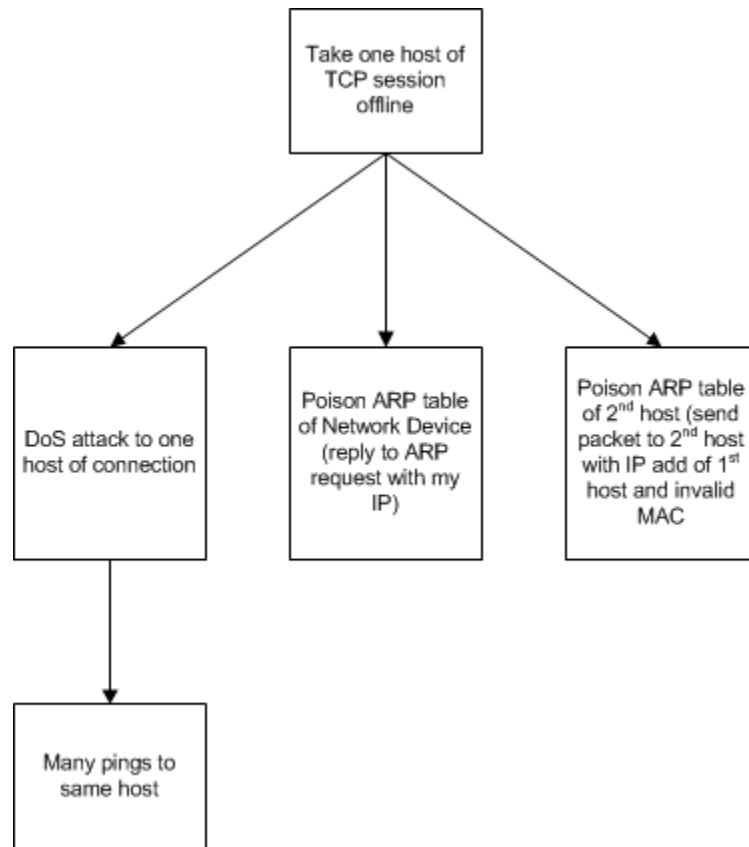 Take one host of
TCP session
offline
DoS attack to one
host of connection
Poison ARP table
of Network Device
(reply to ARP
request with my
IP)
Poison ARP table
of 2nd host (send
packet to 2nd host
with IP add of 1st
host and invalid
MAC
Many pings to
same host